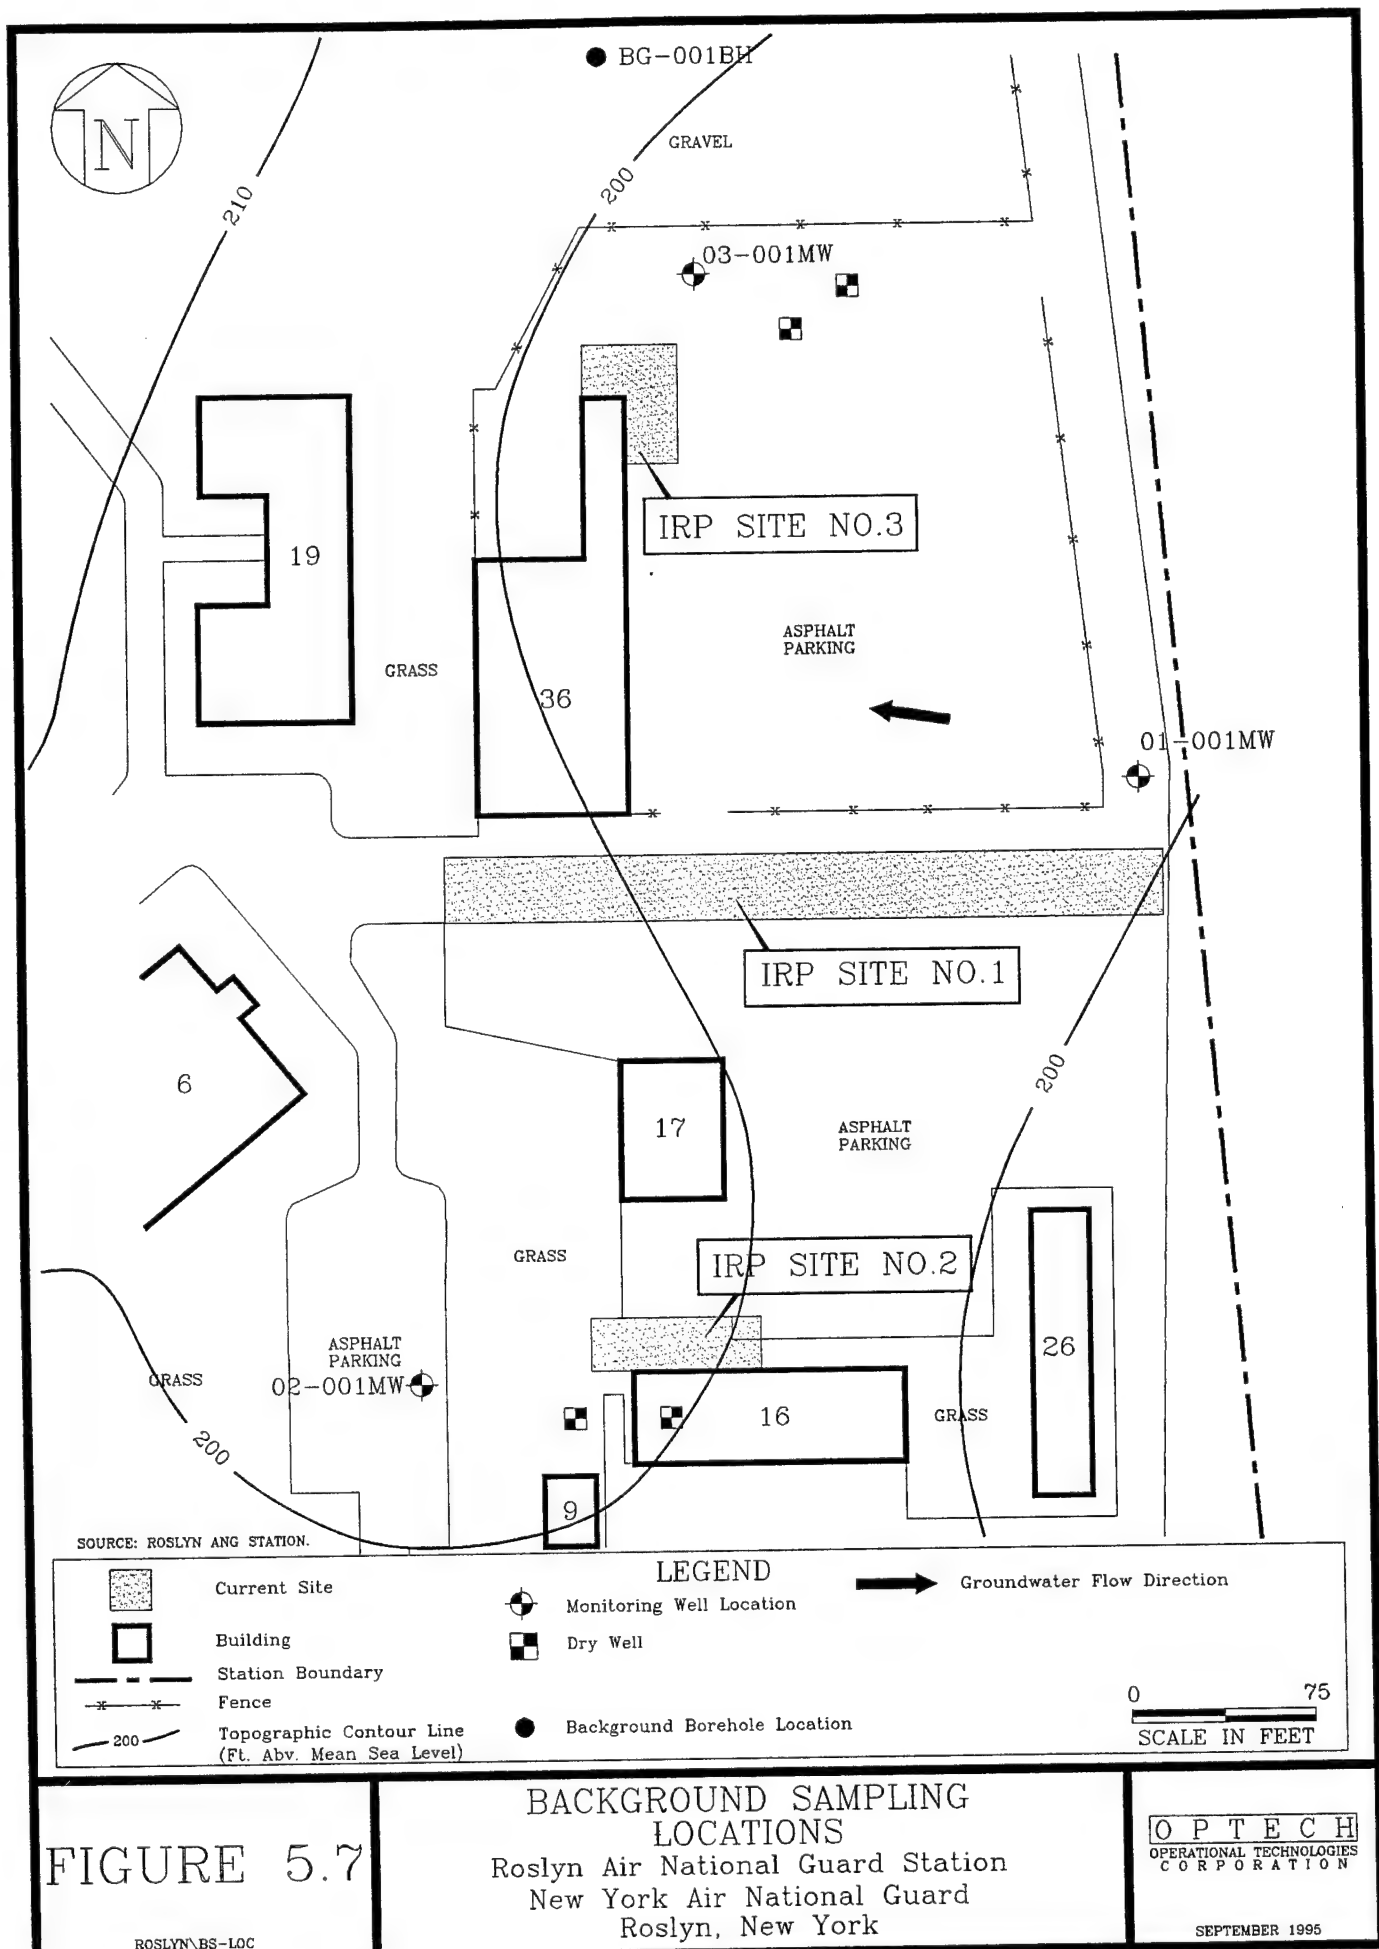 BG-001BH
N
GRAVEL
210
200
03-001MW
IRP SITE NO.3
19
ASPHALT
PARKING
GRASS
36
01-001MW
IRP SITE NO.1
6
200
17
ASPHALT
PARKING
GRASS
IRP SITE NO.2
ASPHALT
PARKING
26
GRASS
02-001MW
16
GRASS
200
9
SOURCE: ROSLYN ANG STATION.
LEGEND
Current Site
Building
Station Boundary
Fence
200
Topographic Contour Line
(Ft. Abv. Mean Sea Level)
Monitoring Well Location
Dry Well
Background Borehole Location
Groundwater Flow Direction
0 75
SCALE IN FEET
FIGURE 5.7
ROSLYN\BS-LOC
BACKGROUND SAMPLING
LOCATIONS
Roslyn Air National Guard Station
New York Air National Guard
Roslyn, New York
OPTECH
OPERATIONAL TECHNOLOGIES
CORPORATION
SEPTEMBER 1995